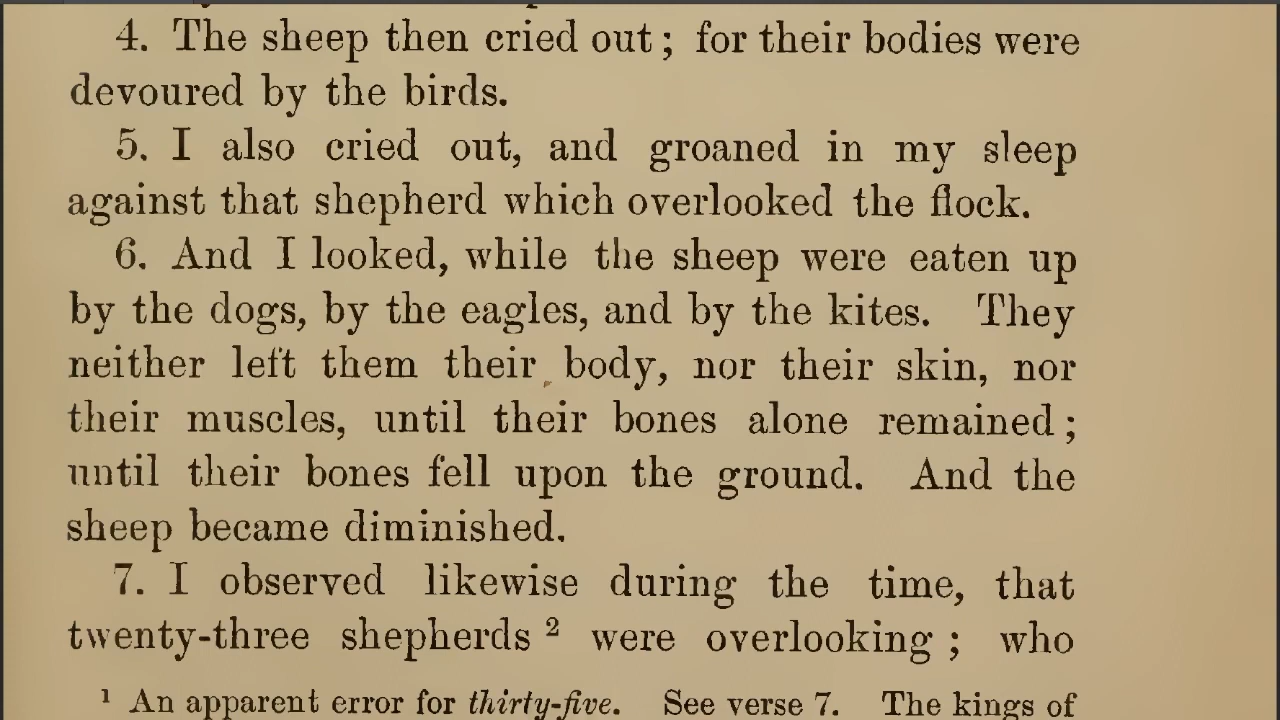 4. The sheep then cried out; for their bodies were
devoured by the birds.
5. I also cried out, and groaned in my sleep
against that shepherd which overlooked the flock.
6. And I looked, while the sheep were eaten up
by the dogs, by the eagles, and by the kites. They
neither left them their body, nor their skin, nor
their muscles, until their bones alone remained;
until their bones fell upon the ground. And the
sheep became diminished.
7. I observed likewise during the time, that
twenty-three shepherds ² were overlooking; who
¹ An apparent error for thirty-five. See verse 7. The kings of